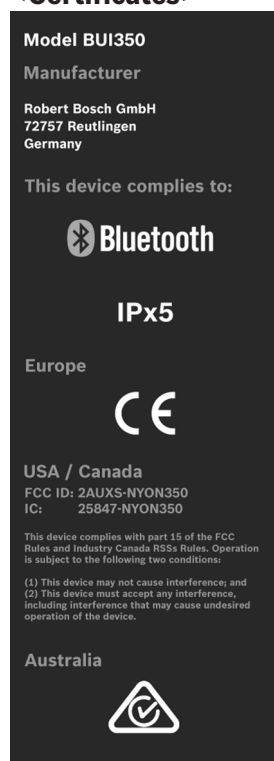 <Certificates>
Model BUI350
Manufacturer
Robert Bosch GmbH
72757 Reutlingen
Germany
This device complies to:
Bluetooth
IPx5
Europe
CE
USA / Canada
FCC ID: 2AUXS-NYON350
IC: 25847-NYON350
This device complies with part 15 of the FCC
Rules and Industry Canada RSSs Rules. Operation
is subject to the following two conditions:
(1) This device may not cause interference; and
(2) This device must accept any interference,
including interference that may cause undesired
operation of the device.
Australia